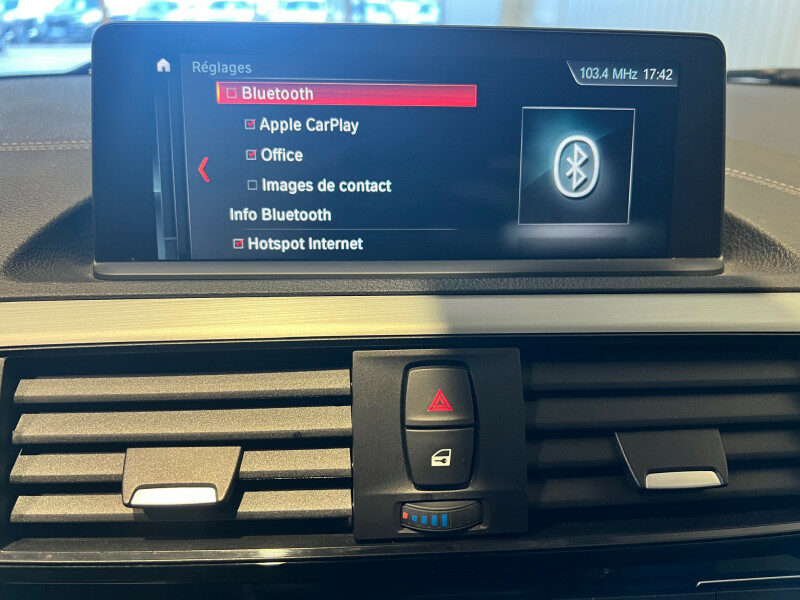 Réglages
103.4 MHz 17:42
Bluetooth
Apple CarPlay
Office
Images de contact
Info Bluetooth
Hotspot Internet